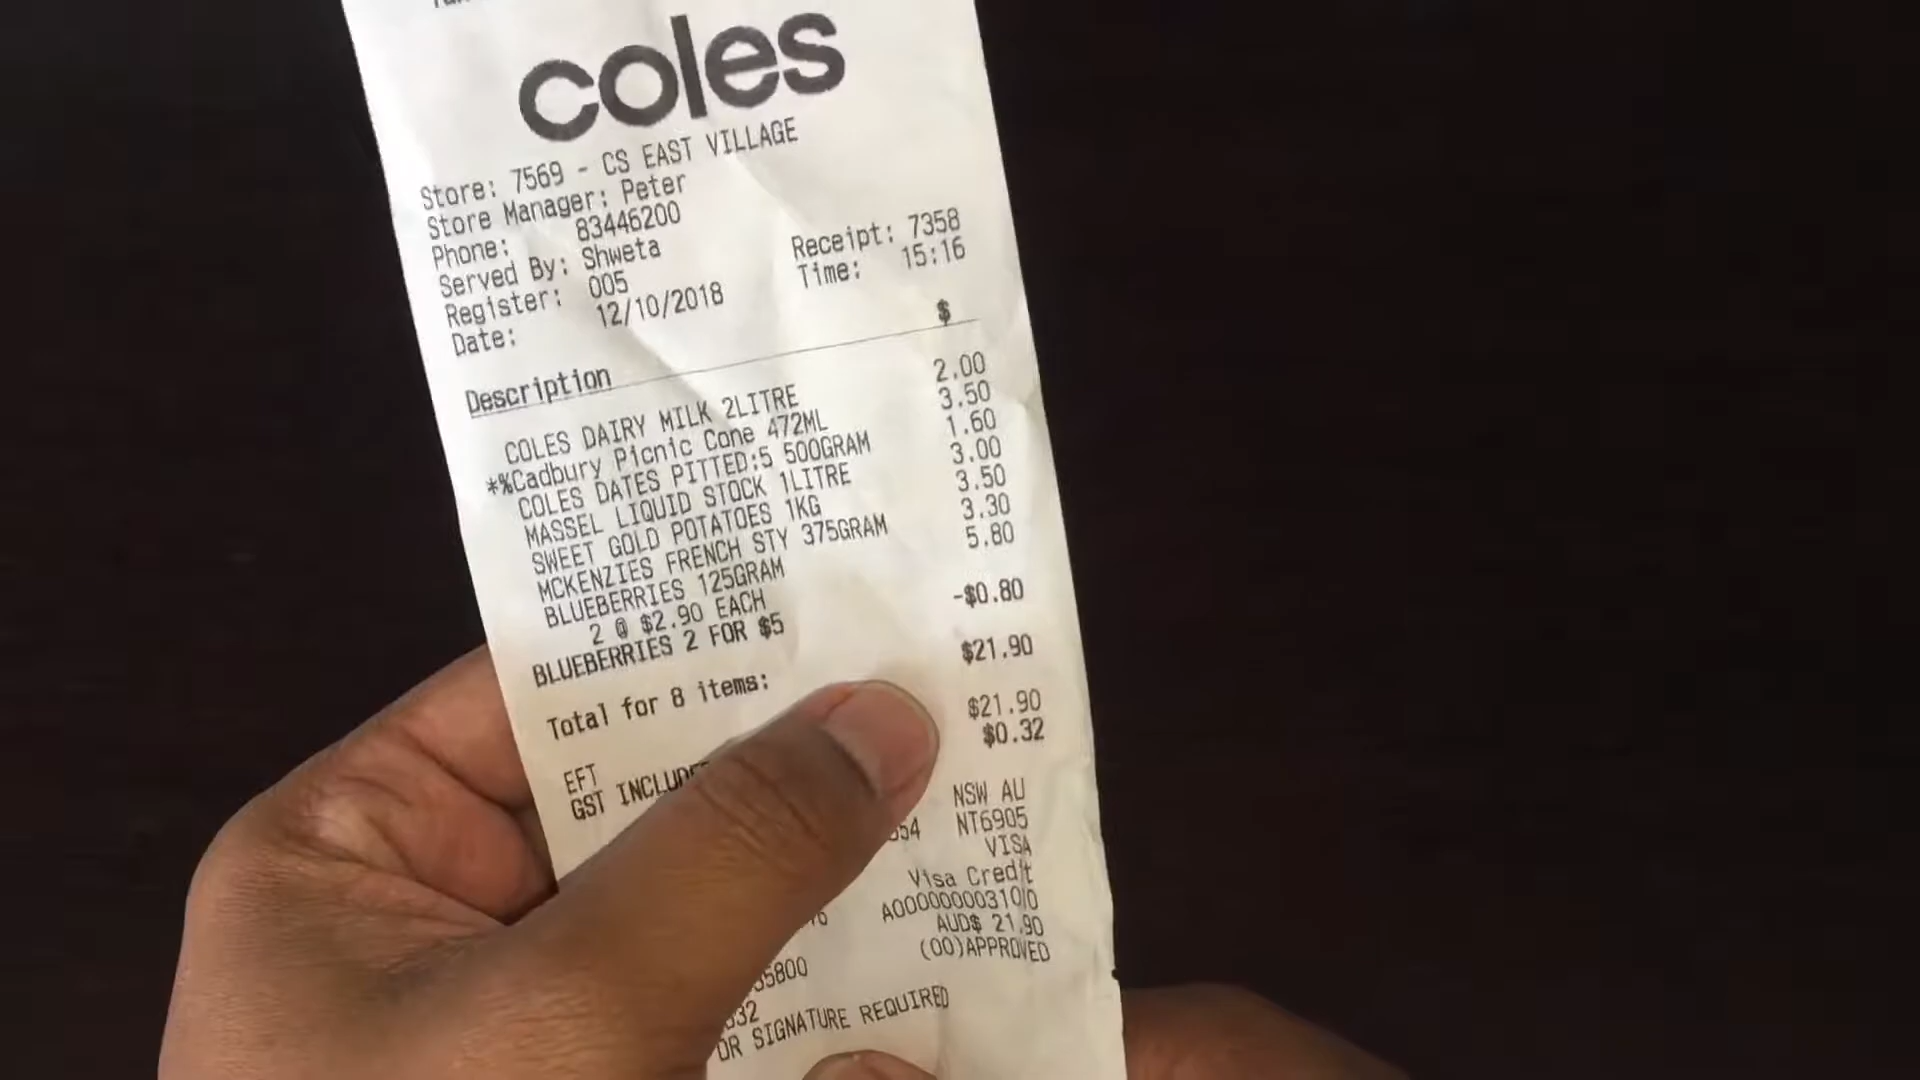 coles
Store: 7569 - CS EAST VILLAGE
Store Manager: Peter
Phone: 83446200
Served By: Shweta Receipt: 7358
Register: 005 Time: 15:16
Date: 12/10/2018
Description $
COLES DAIRY MILK 2LITRE 2.00
*%Cadbury Picnic Cone 472ML 3.50
COLES DATES PITTED:5 500GRAM 1.60
MASSEL LIQUID STOCK 1LITRE 3.00
SWEET GOLD POTATOES 1KG 3.50
MCKENZIES FRENCH STY 375GRAM 3.30
BLUEBERRIES 125GRAM 5.80
2 @ $2.90 EACH
BLUEBERRIES 2 FOR $5 -$0.80
Total for 8 items: $21.90
EFT $21.90
GST $0.32
NSW AU
NT6905
VISA
Visa Credit
AUD$ 21.90
(00)APPROVED
SIGNATURE REQUIRED